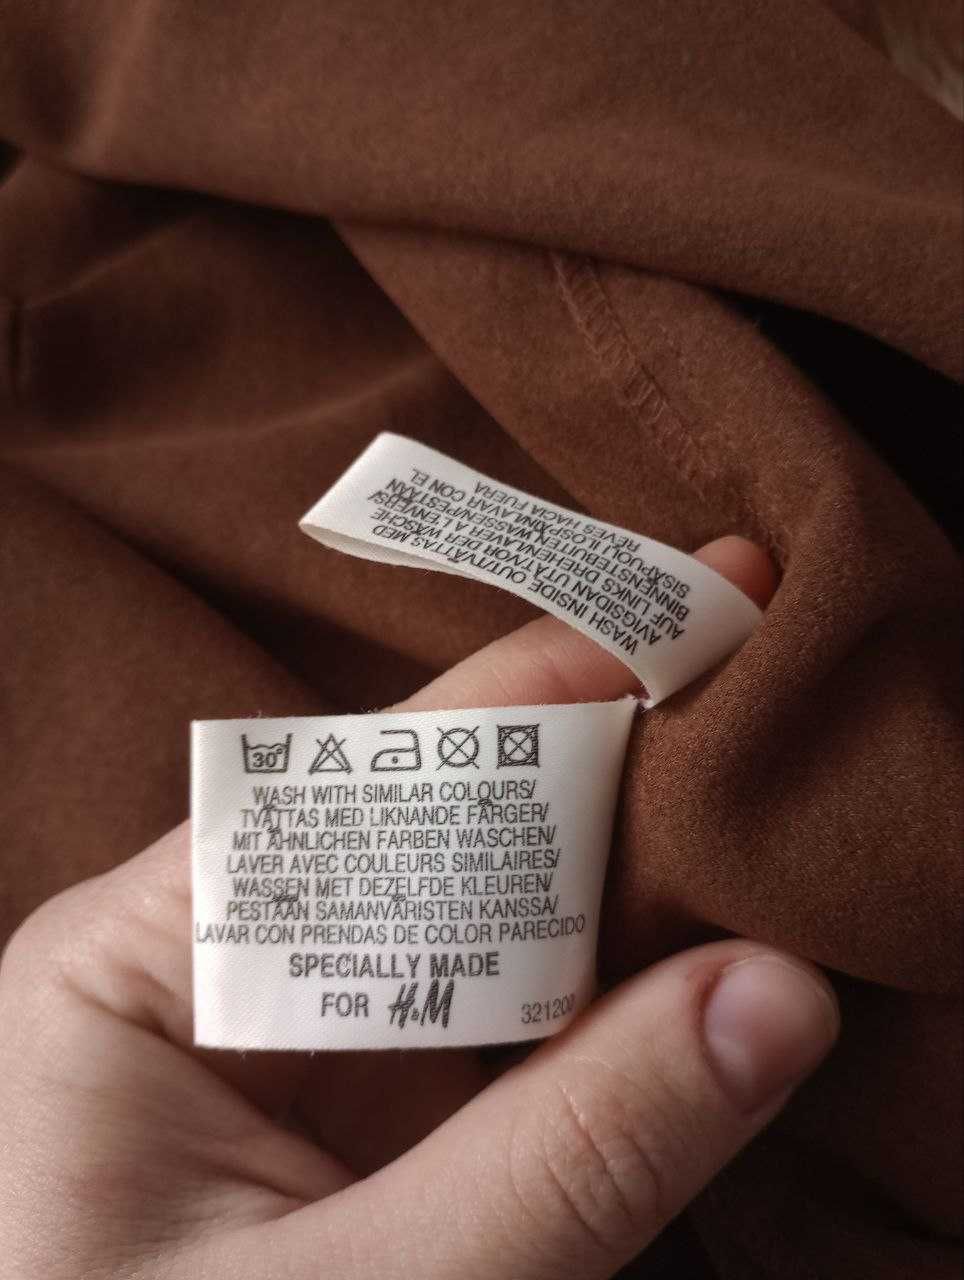 WASH INSIDE OUT/TVÄTTAS MED
AVIGSIDAN UTÅT/VOR DER WÄSCHE
AUF LINKS DREHEN/LAVER A L'ENVERS/
BINNENSTEBUITEN WASSEN/PESTÄÄN
SISÄPUOLI ULOSPÄIN/LAVAR CON EL
REVES HACIA FUERA
30°
WASH WITH SIMILAR COLOURS/
TVÄTTAS MED LIKNANDE FÄRGER/
MIT ÄHNLICHEN FARBEN WASCHEN/
LAVER AVEC COULEURS SIMILAIRES/
WASSEN MET DEZELFDE KLEUREN/
PESTÄÄN SAMANVÄRISTEN KANSSA/
LAVAR CON PRENDAS DE COLOR PARECIDO
SPECIALLY MADE
FOR H&M 321200